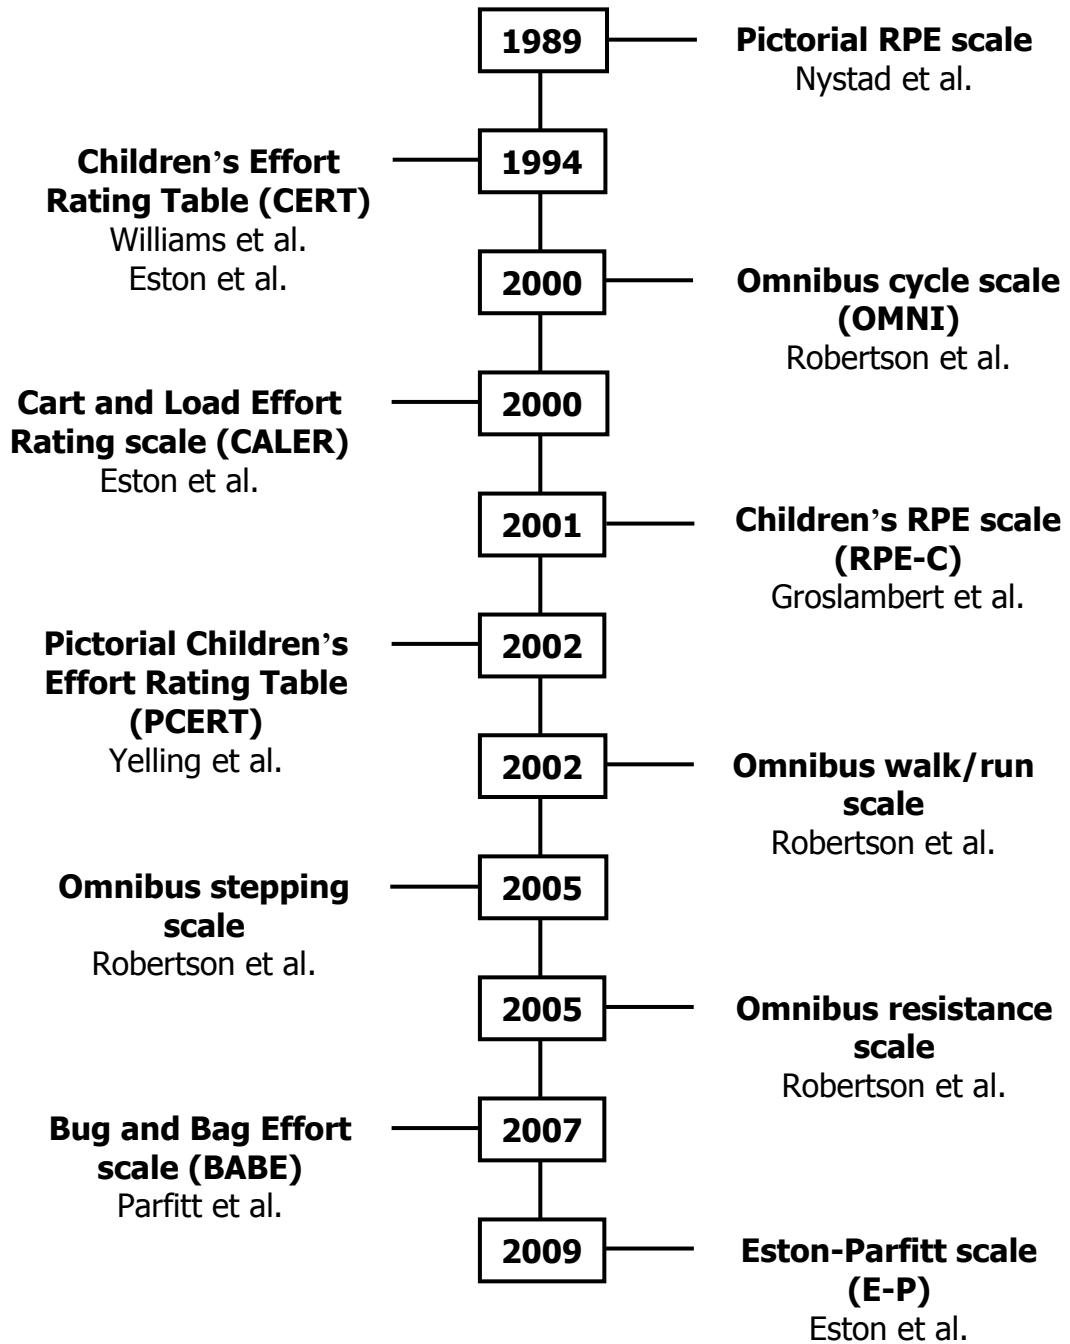 1989
Pictorial RPE scale
Nystad et al.
1994
Children’s Effort
Rating Table (CERT)
Williams et al.
Eston et al.
2000
Omnibus cycle scale
(OMNI)
Robertson et al.
2000
Cart and Load Effort
Rating scale (CALER)
Eston et al.
2001
Children’s RPE scale
(RPE-C)
Groslambert et al.
2002
Pictorial Children’s
Effort Rating Table
(PCERT)
Yelling et al.
2002
Omnibus walk/run
scale
Robertson et al.
2005
Omnibus stepping
scale
Robertson et al.
2005
Omnibus resistance
scale
Robertson et al.
2007
Bug and Bag Effort
scale (BABE)
Parfitt et al.
2009
Eston-Parfitt scale
(E-P)
Eston et al.